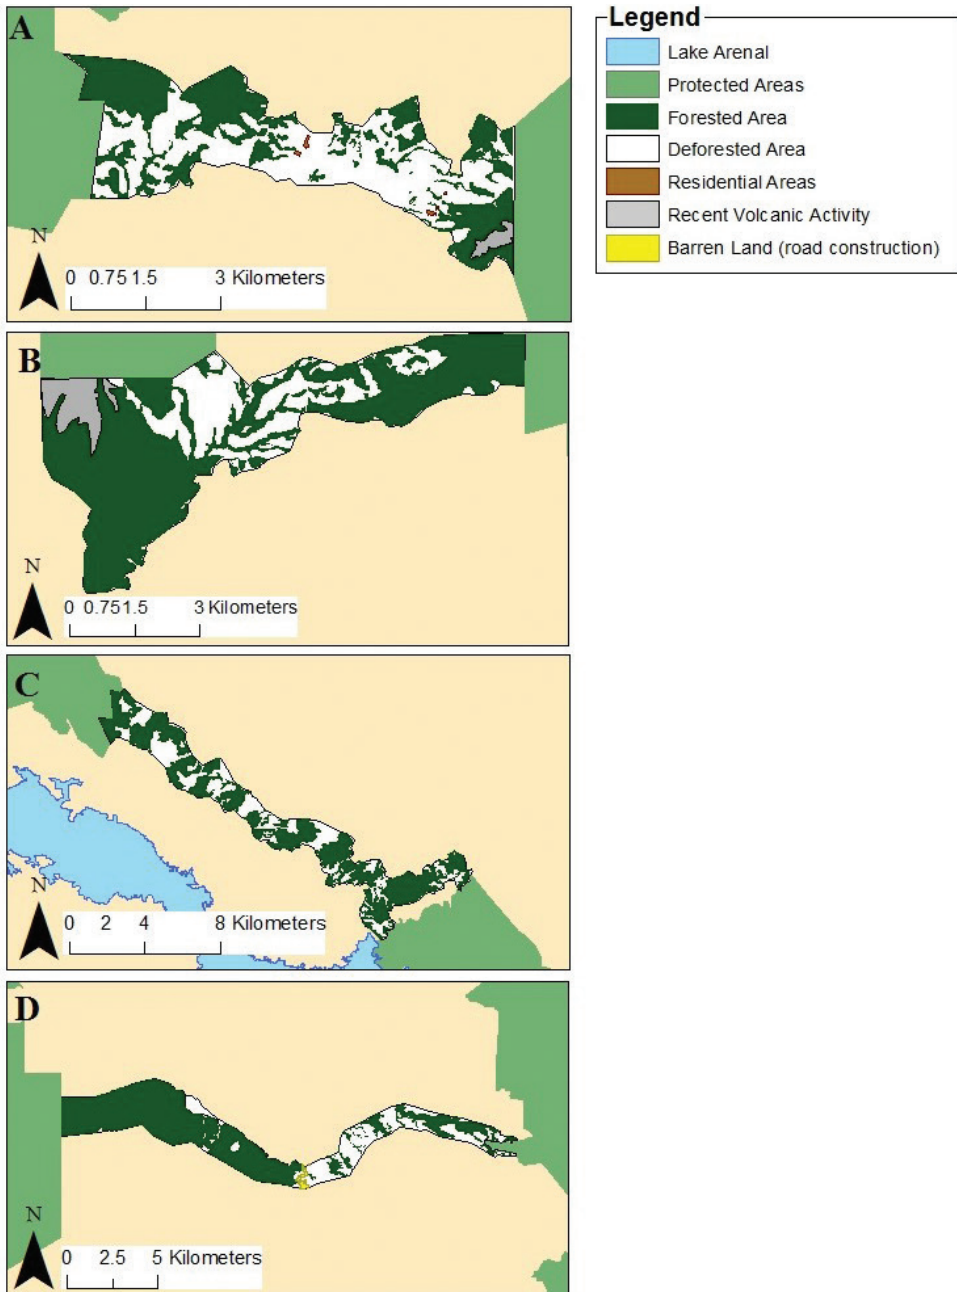 A
N
0 0.75 1.5 3 Kilometers
B
N
0 0.75 1.5 3 Kilometers
C
N
0 2 4 8 Kilometers
D
N
0 2.5 5 Kilometers
Legend
Lake Arenal
Protected Areas
Forested Area
Deforested Area
Residential Areas
Recent Volcanic Activity
Barren Land (road construction)